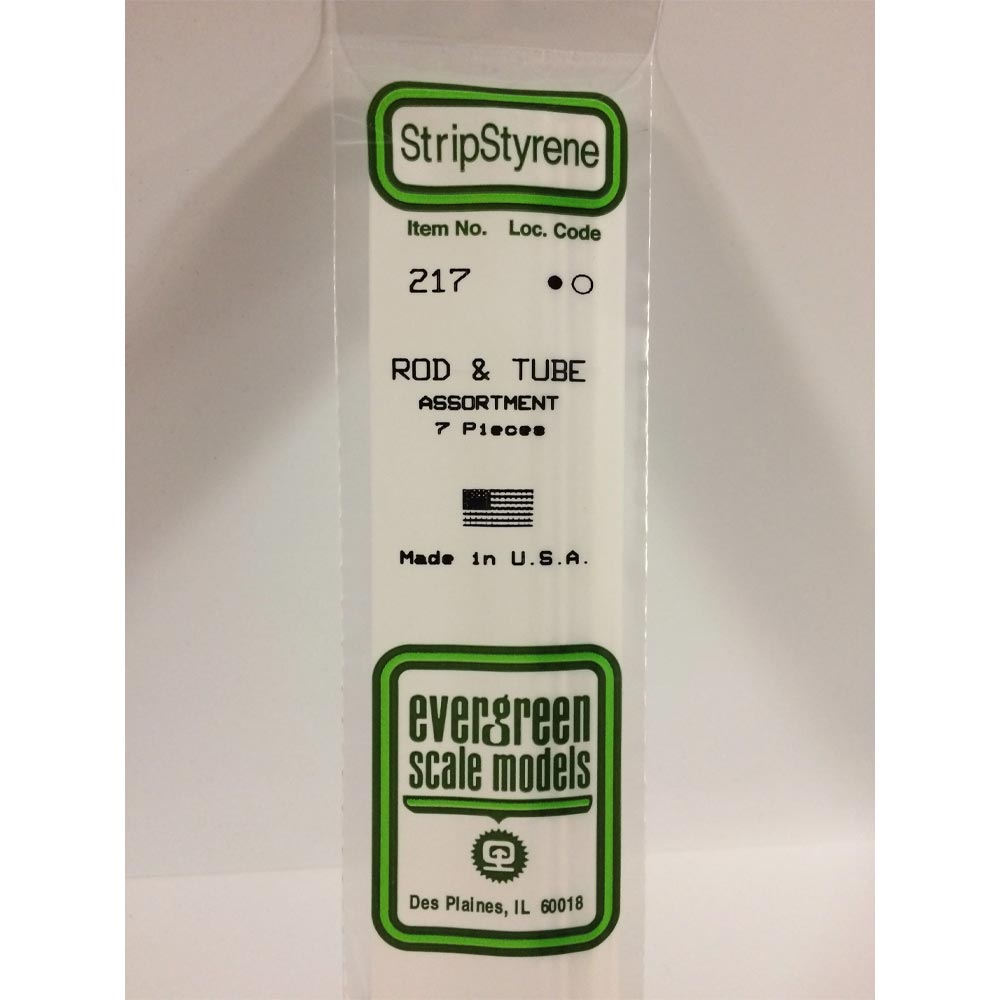 StripStyrene
Item No. Loc. Code
217
ROD & TUBE
ASSORTMENT
7 Pieces
Made in U.S.A.
evergreen
scale models
Des Plaines, IL 60018